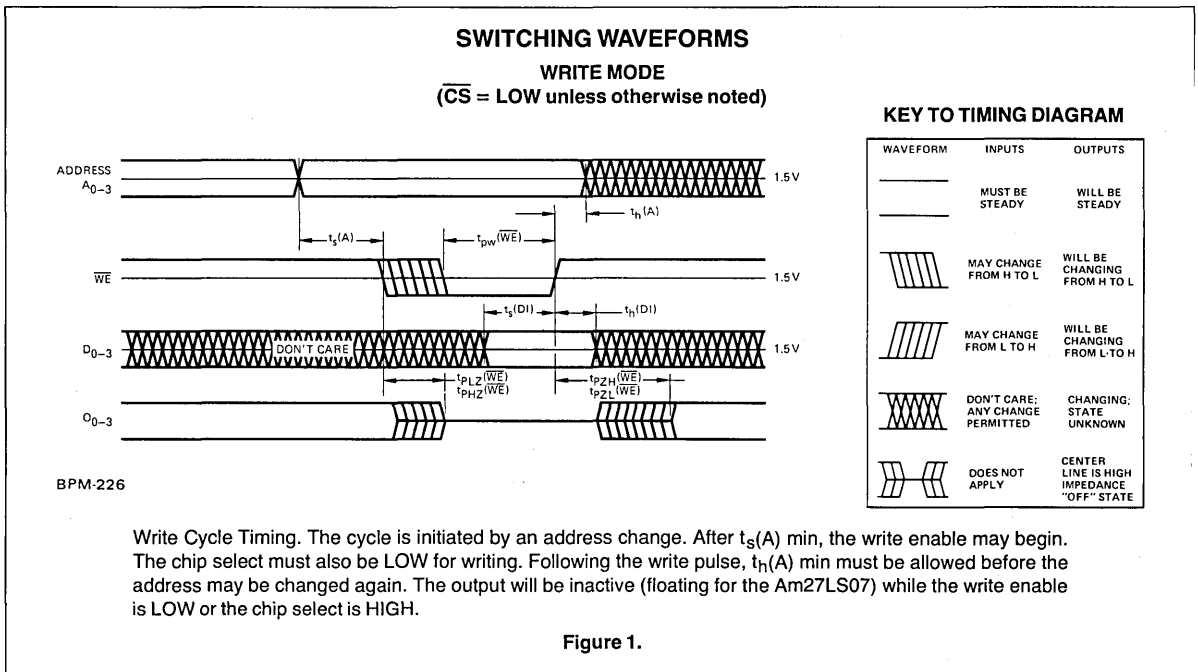 SWITCHING WAVEFORMS
WRITE MODE
(C̅S̅ = LOW unless otherwise noted)
KEY TO TIMING DIAGRAM
WAVEFORM INPUTS OUTPUTS
MUST BE STEADY WILL BE STEADY
MAY CHANGE FROM H TO L WILL BE CHANGING FROM H TO L
MAY CHANGE FROM L TO H WILL BE CHANGING FROM L·TO H
DON'T CARE; ANY CHANGE PERMITTED CHANGING; STATE UNKNOWN
DOES NOT APPLY CENTER LINE IS HIGH IMPEDANCE "OFF" STATE
ADDRESS
A0–3
1.5V
th(A)
ts(A)
tpw(W̅E̅)
W̅E̅
1.5V
ts(DI)
th(DI)
D0–3
DON'T CARE
1.5V
tPLZ(W̅E̅)
tPHZ(W̅E̅)
tPZH(W̅E̅)
tPZL(W̅E̅)
O0–3
BPM-226
Write Cycle Timing. The cycle is initiated by an address change. After ts(A) min, the write enable may begin.
The chip select must also be LOW for writing. Following the write pulse, th(A) min must be allowed before the
address may be changed again. The output will be inactive (floating for the Am27LS07) while the write enable
is LOW or the chip select is HIGH.
Figure 1.